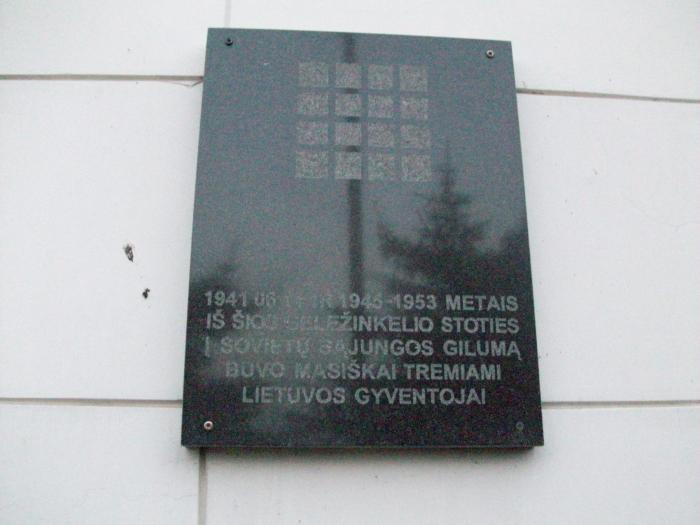 1941 06 14 IR 1945-1953 METAIS
IŠ ŠIOS GELEŽINKELIO STOTIES
Į SOVIETŲ SĄJUNGOS GILUMĄ
BUVO MASIŠKAI TREMIAMI
LIETUVOS GYVENTOJAI